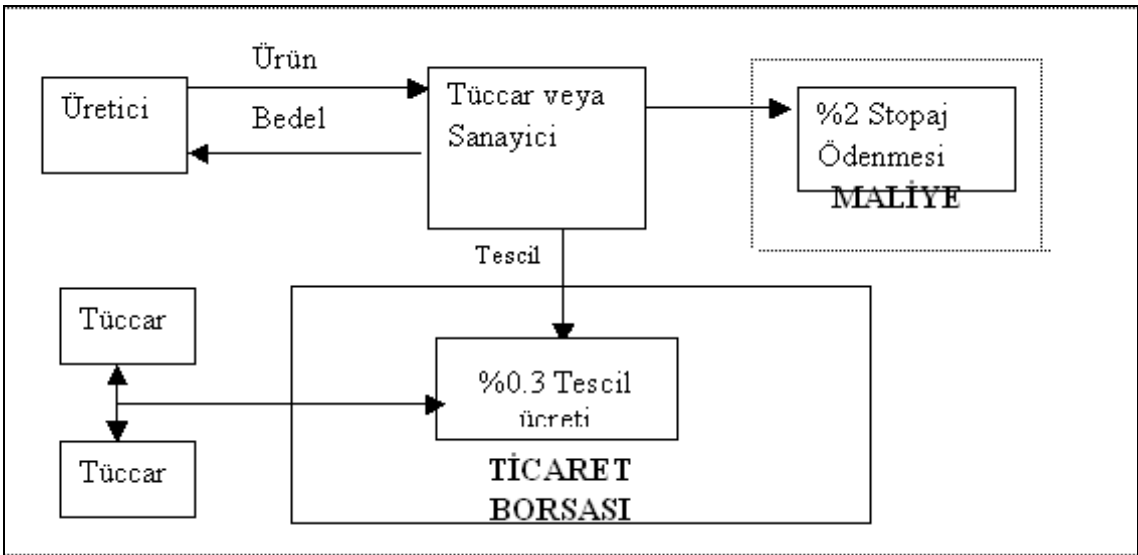 Ürün
Üretici
Bedel
Tüccar veya
Sanayici
%2 Stopaj
Ödenmesi
MALİYE
Tescil
Tüccar
%0.3 Tescil
ücreti
Tüccar
TİCARET
BORSASI